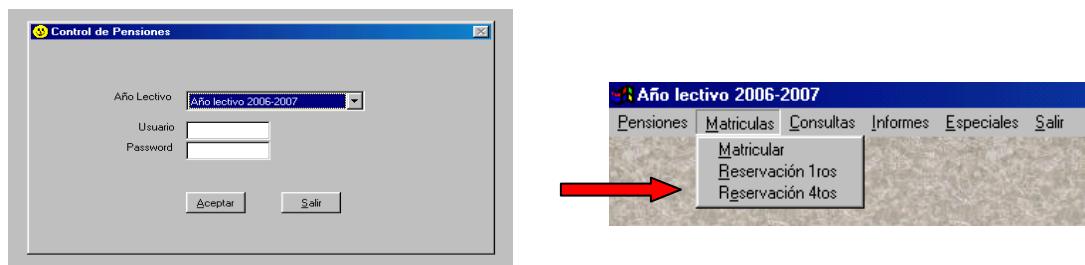 Control de Pensiones
Año Lectivo
Año lectivo 2006-2007
Usuario
Password
Aceptar
Salir
Año lectivo 2006-2007
Pensiones Matriculas Consultas Informes Especiales Salir
Matricular
Reservación 1ros
Reservación 4tos